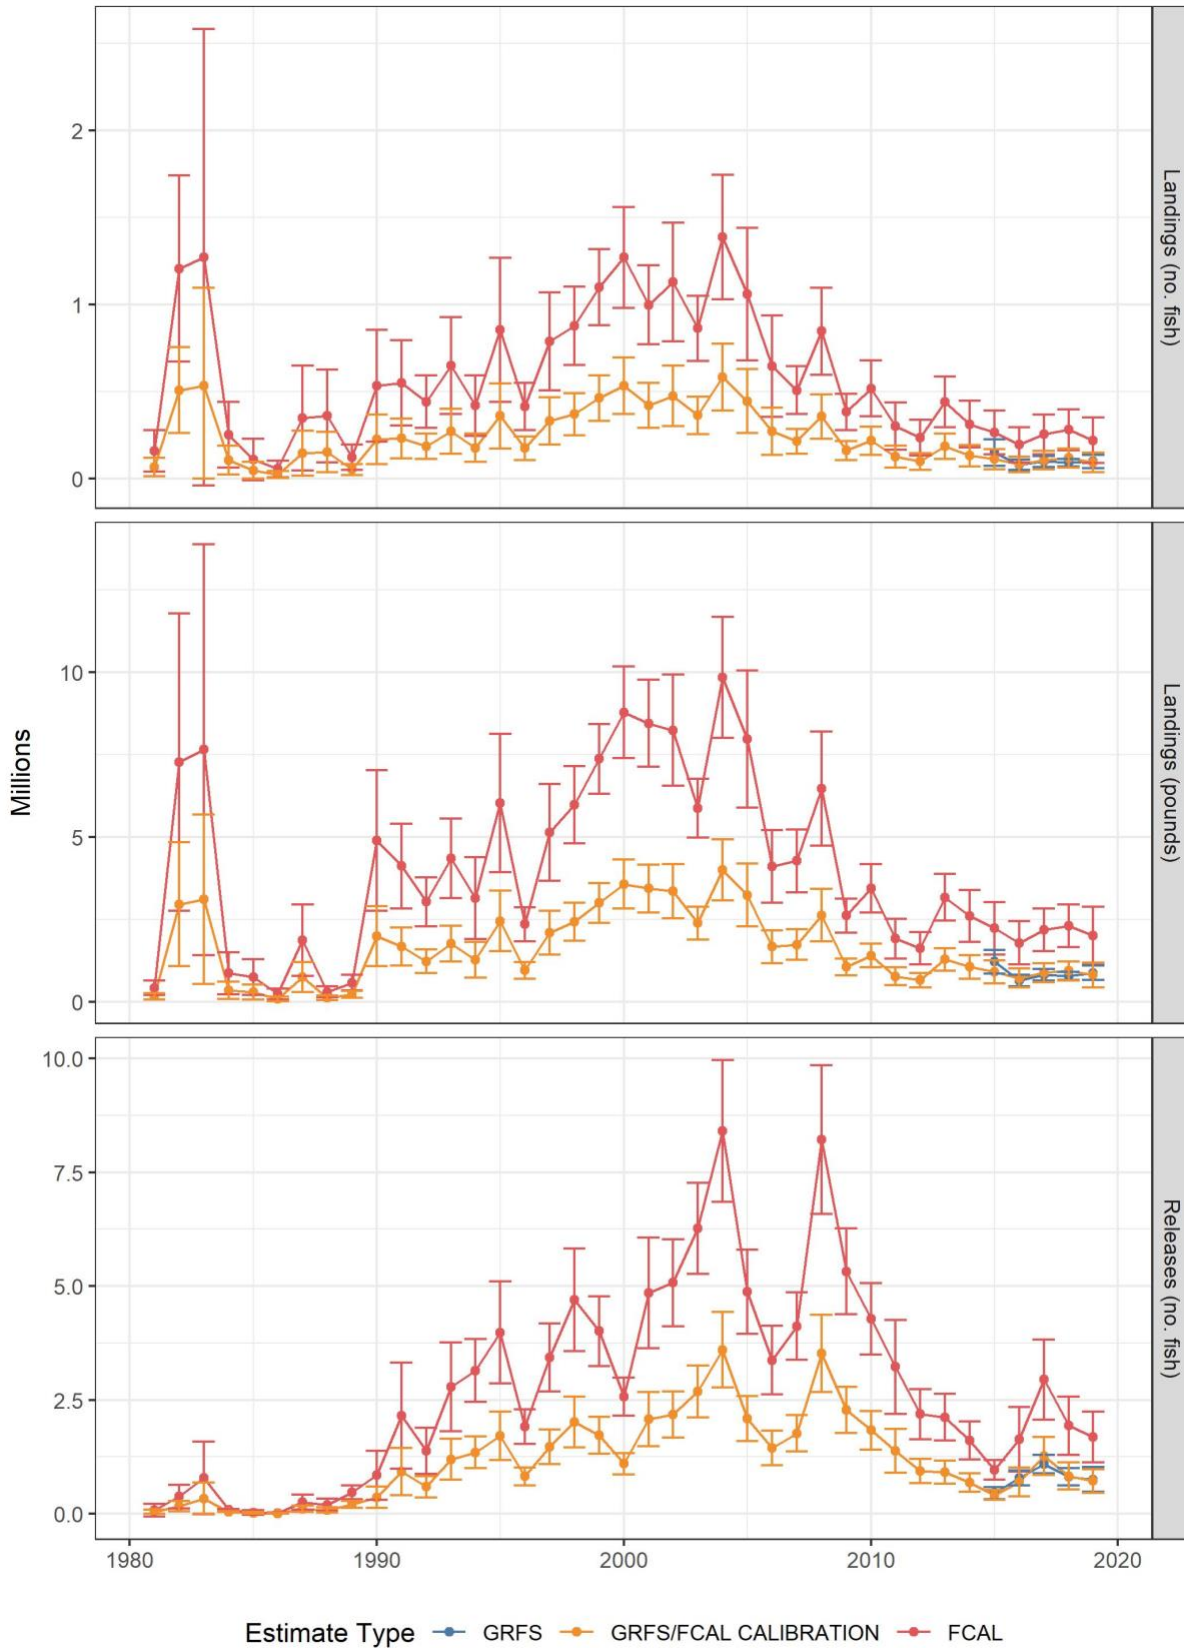 Millions
2
1
0
Landings (no. fish)
10
5
0
Landings (pounds)
10.0
7.5
5.0
2.5
0.0
Releases (no. fish)
1980 1990 2000 2010 2020
Estimate Type GRFS GRFS/FCAL CALIBRATION FCAL